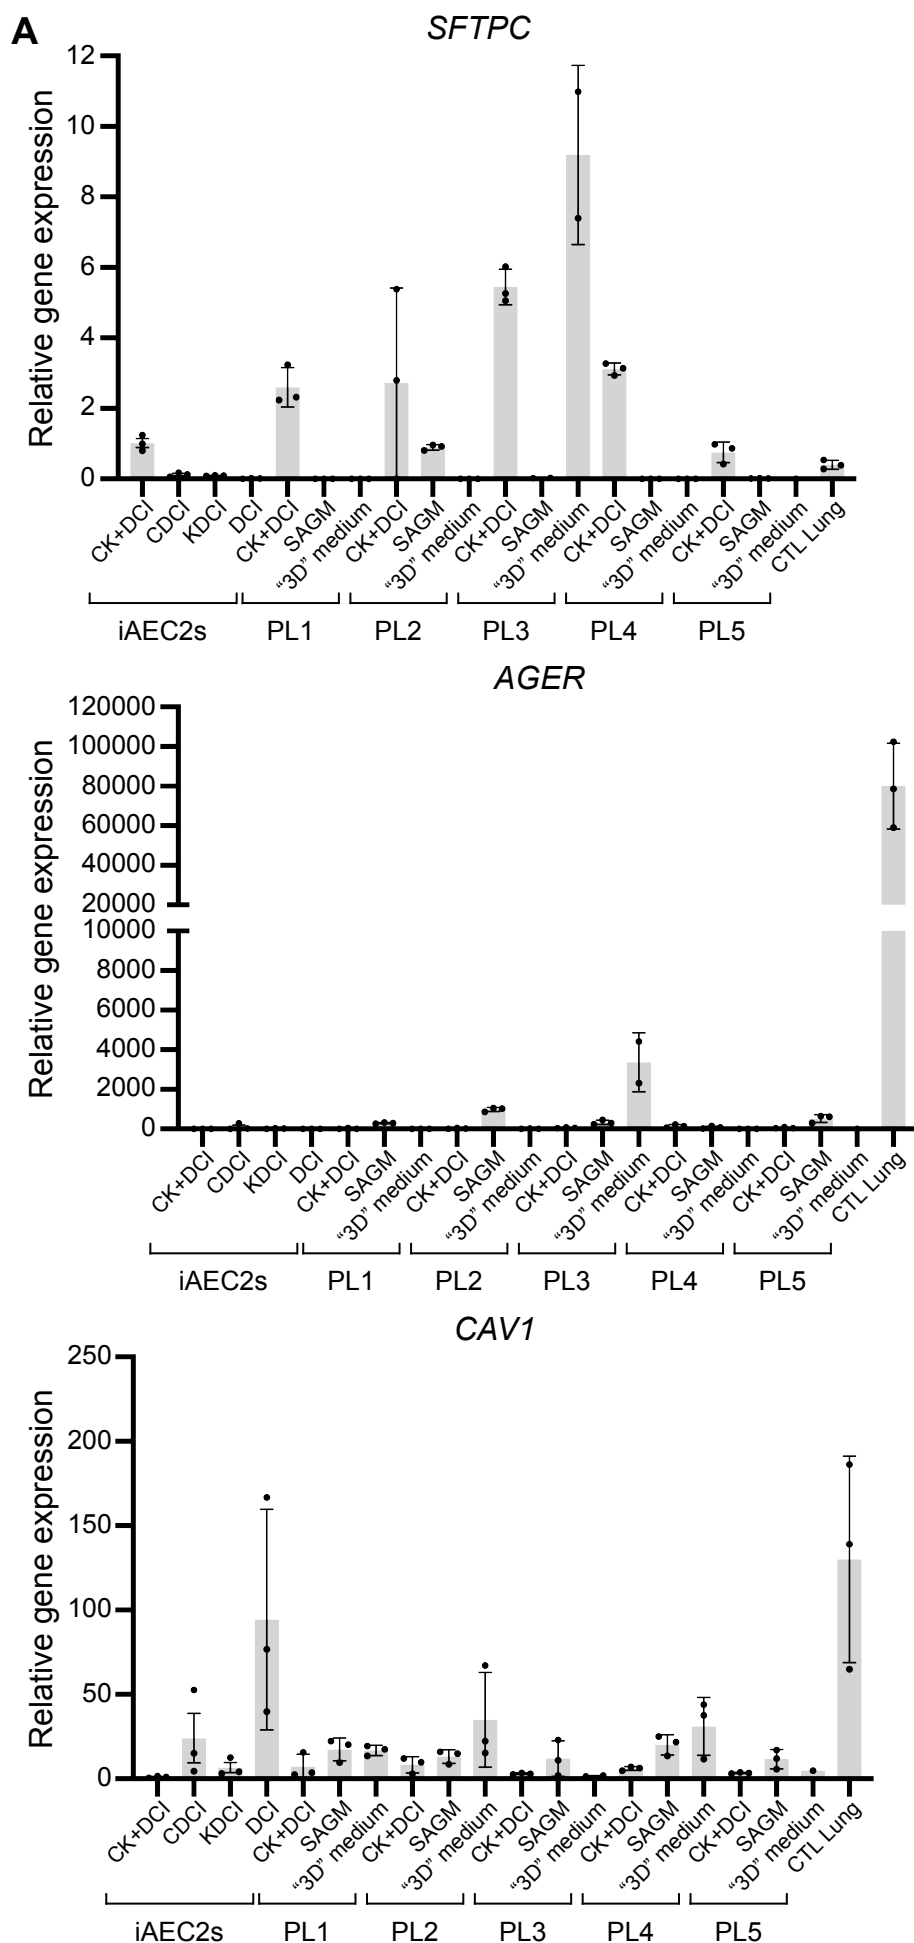 A
SFTPC
Relative gene expression
12
10
8
6
4
2
0
CK+DCI
CDCI
KDCI
DCI
CK+DCI
SAGM
“3D” medium
CK+DCI
SAGM
“3D” medium
CK+DCI
SAGM
“3D” medium
CK+DCI
SAGM
“3D” medium
CK+DCI
SAGM
“3D” medium
CTL Lung
iAEC2s PL1 PL2 PL3 PL4 PL5
AGER
Relative gene expression
120000
100000
80000
60000
40000
20000
Relative gene expression
10000
8000
6000
4000
2000
0
CK+DCI
CDCI
KDCI
DCI
CK+DCI
SAGM
“3D” medium
CK+DCI
SAGM
“3D” medium
CK+DCI
SAGM
“3D” medium
CK+DCI
SAGM
“3D” medium
CK+DCI
SAGM
“3D” medium
CTL Lung
iAEC2s PL1 PL2 PL3 PL4 PL5
CAV1
Relative gene expression
250
200
150
100
50
0
CK+DCI
CDCI
KDCI
DCI
CK+DCI
SAGM
“3D” medium
CK+DCI
SAGM
“3D” medium
CK+DCI
SAGM
“3D” medium
CK+DCI
SAGM
“3D” medium
CK+DCI
SAGM
“3D” medium
CTL Lung
iAEC2s PL1 PL2 PL3 PL4 PL5